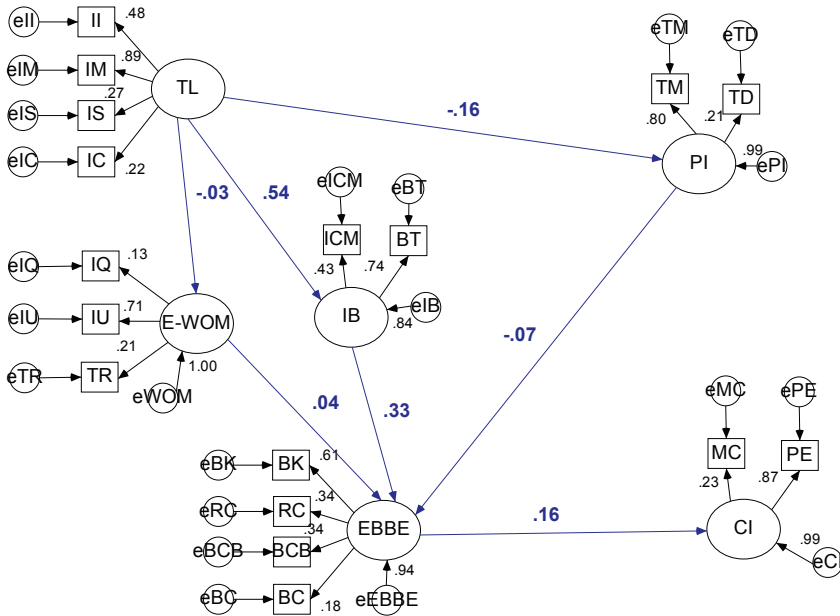 eII
II
.48
eIM
IM
.89
eIS
IS
.27
eIC
IC
.22
TL
eTM
TM
.80
eTD
TD
.21
PI
.99
ePI
-.16
-.03
.54
eICM
ICM
.43
eBT
BT
.74
IB
.84
eIB
eIQ
IQ
.13
eIU
IU
.71
eTR
TR
.21
E-WOM
1.00
eWOM
-.07
.04
.33
eBK
BK
.61
eRC
RC
.34
eBCB
BCB
.34
eBC
BC
.18
EBBE
.94
eEBBE
.16
eMC
MC
.23
ePE
PE
.87
CI
.99
eCI